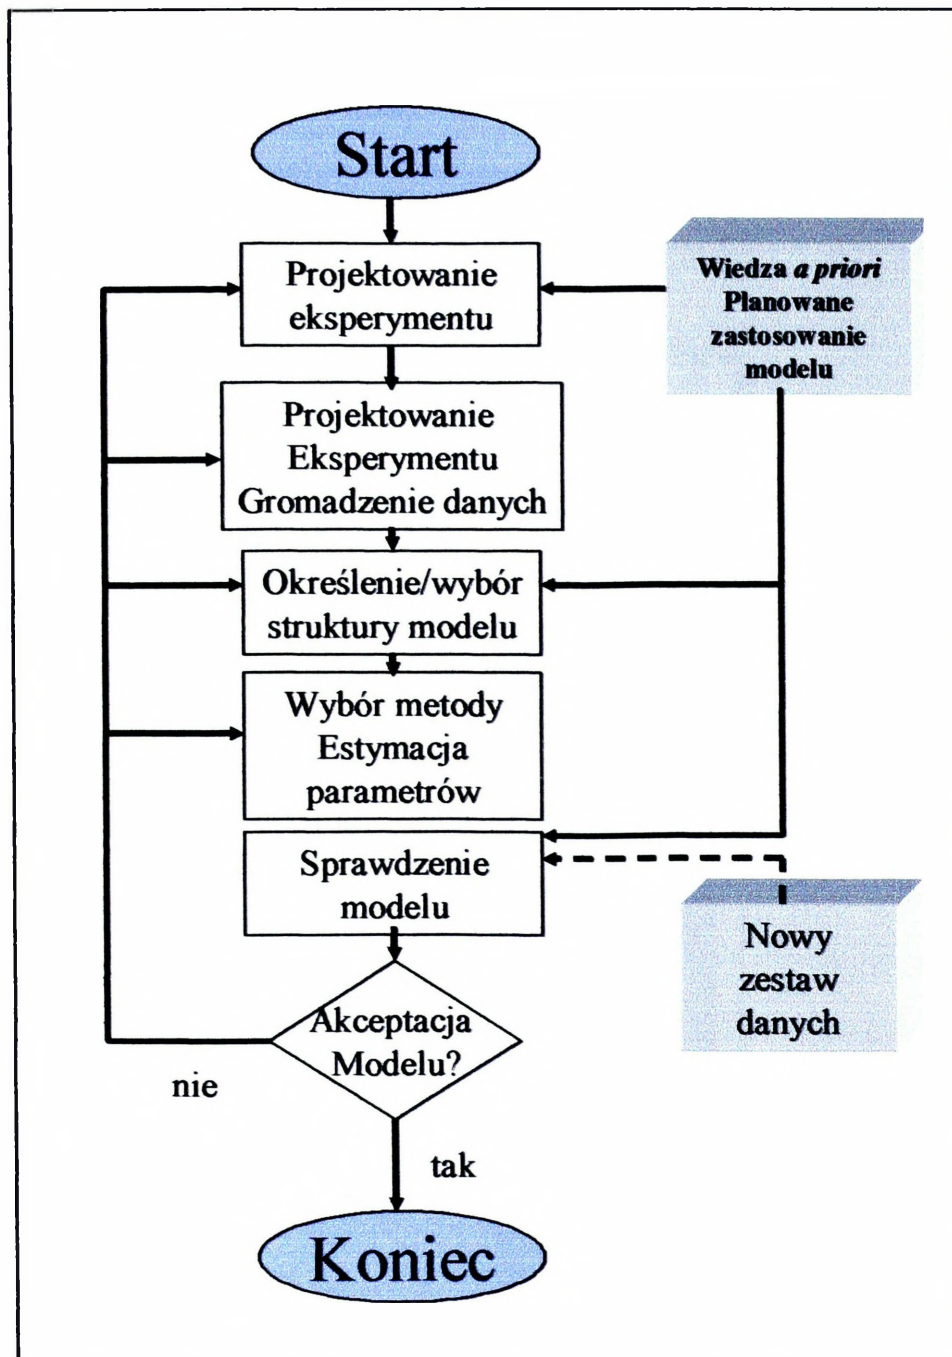 Start
Projektowanie
eksperymentu
Wiedza a priori
Planowane
zastosowanie
modelu
Projektowanie
Eksperymentu
Gromadzenie danych
Określenie/wybór
struktury modelu
Wybór metody
Estymacja
parametrów
Sprawdzenie
modelu
Nowy
zestaw
danych
Akceptacja
Modelu?
nie
tak
Koniec